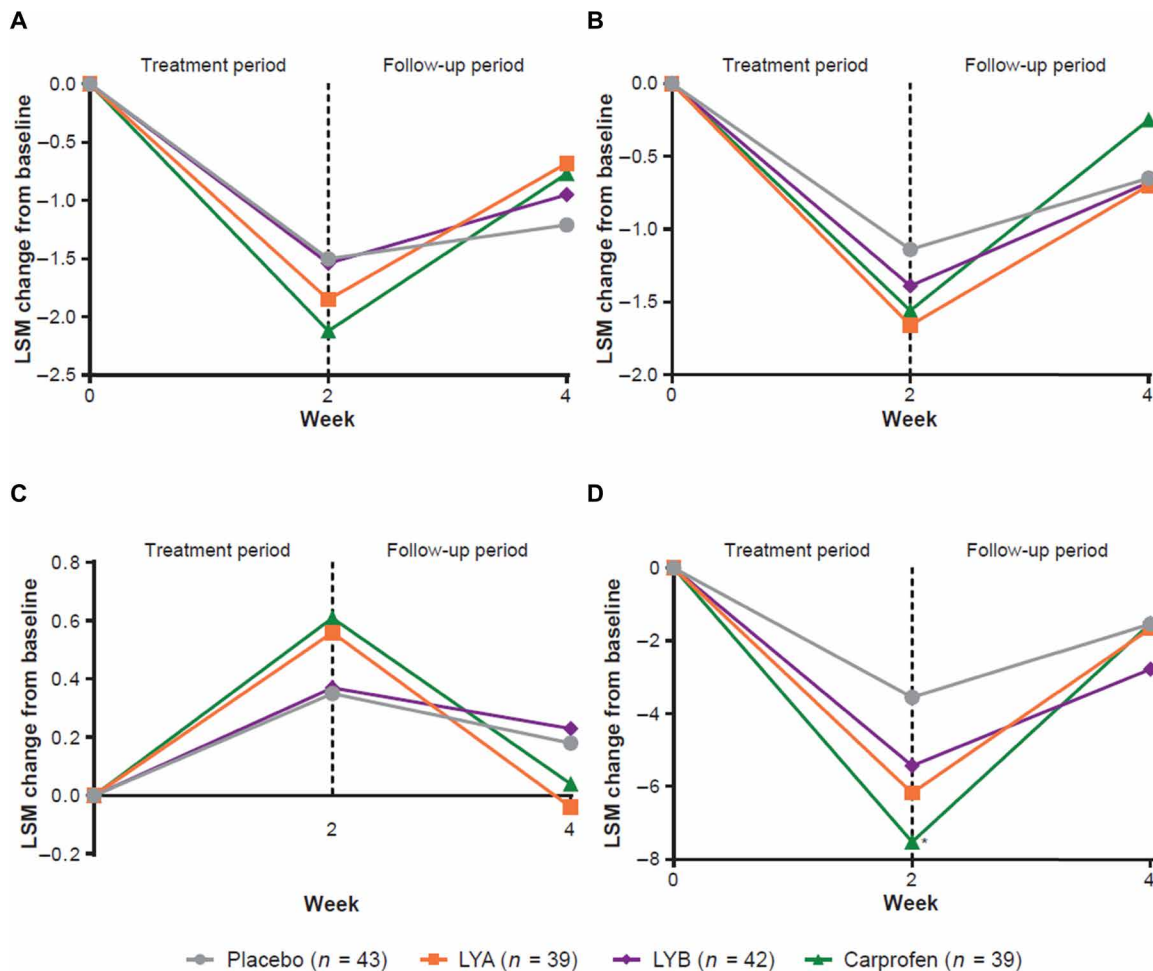 A
Treatment period Follow-up period
0.0
−0.5
−1.0
−1.5
−2.0
−2.5
LSM change from baseline
0 2 4
Week
B
Treatment period Follow-up period
0.0
−0.5
−1.0
−1.5
−2.0
LSM change from baseline
0 2 4
Week
C
Treatment period Follow-up period
0.8
0.6
0.4
0.2
0.0
−0.2
LSM change from baseline
2 4
Week
D
Treatment period Follow-up period
0
−2
−4
−6
−8
LSM change from baseline
*
0 2 4
Week
Placebo (n = 43) LYA (n = 39) LYB (n = 42) Carprofen (n = 39)